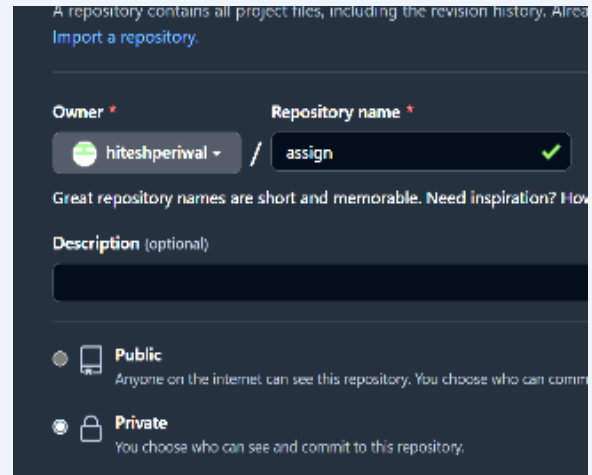 A repository contains all project files, including the revision history. Alrea
Import a repository.
Owner * Repository name *
hiteshperiwal / assign
Great repository names are short and memorable. Need inspiration? How
Description (optional)
Public
Anyone on the internet can see this repository. You choose who can comm
Private
You choose who can see and commit to this repository.